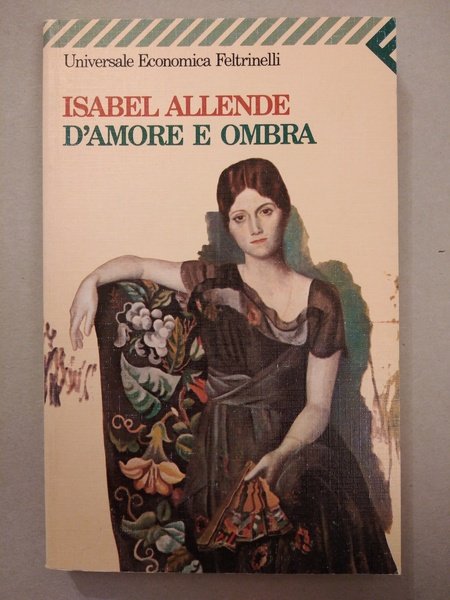 Universale Economica Feltrinelli
ISABEL ALLENDE
D'AMORE E OMBRA